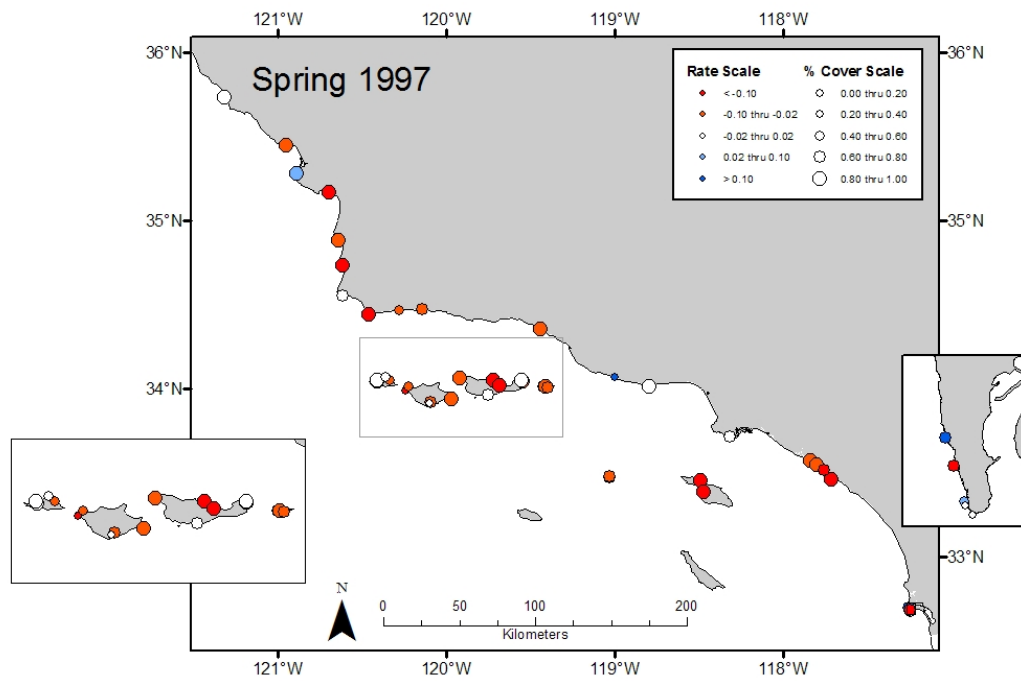 121°W 120°W 119°W 118°W
36°N 36°N
Spring 1997
Rate Scale % Cover Scale
< -0.10 0.00 thru 0.20
-0.10 thru -0.02 0.20 thru 0.40
-0.02 thru 0.02 0.40 thru 0.60
0.02 thru 0.10 0.60 thru 0.80
> 0.10 0.80 thru 1.00
35°N 35°N
34°N
33°N
N
0 50 100 200
Kilometers
121°W 120°W 119°W 118°W